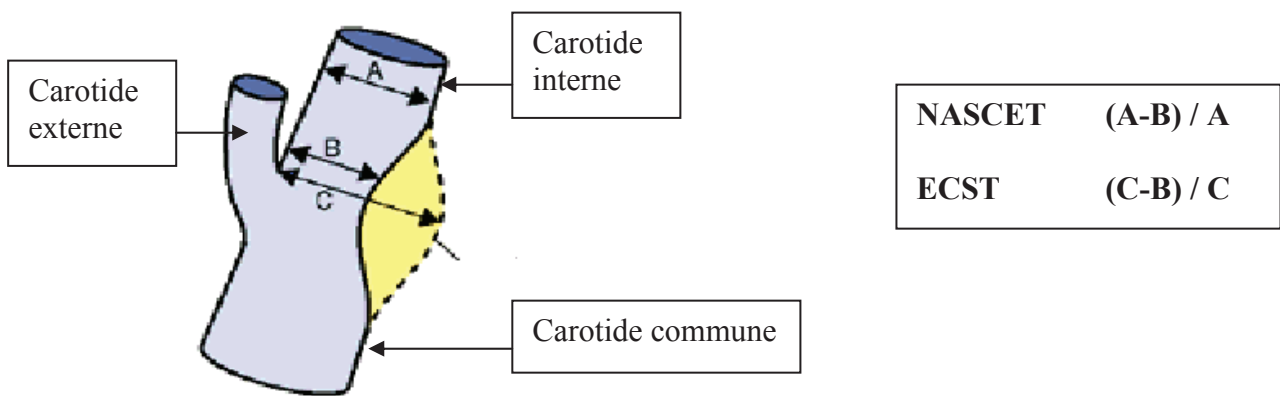 Carotide
interne
Carotide
externe
A
B
C
NASCET (A-B) / A
ECST (C-B) / C
Carotide commune